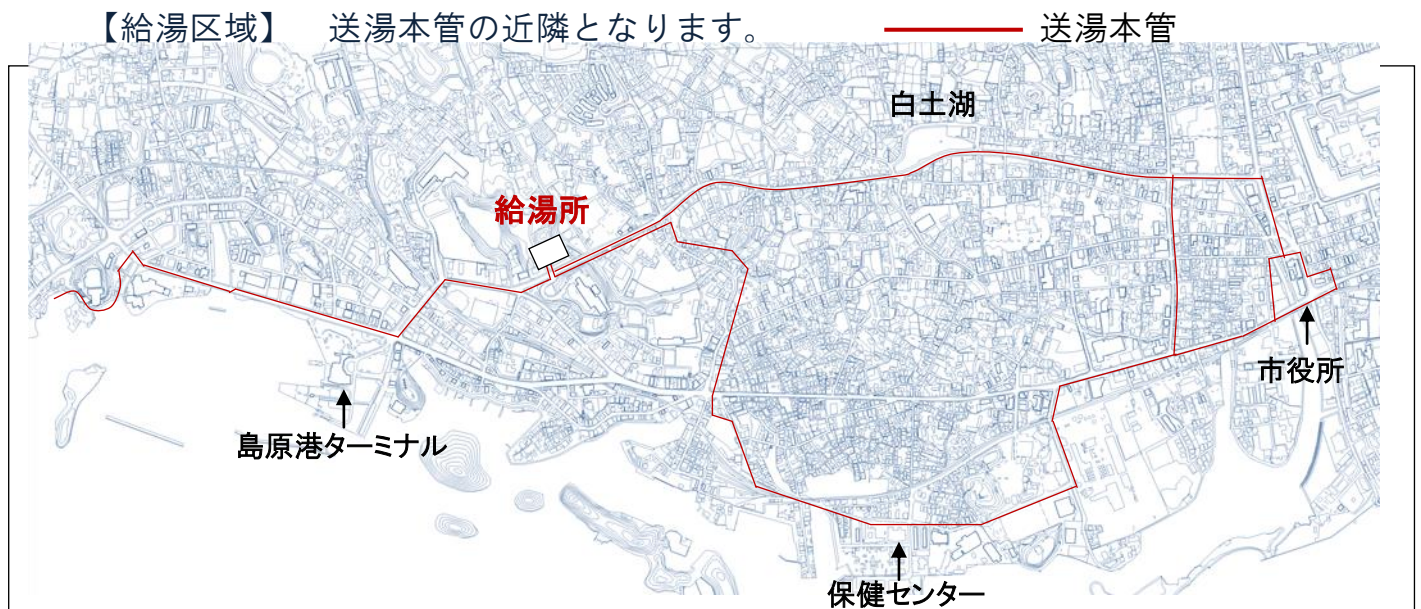 【給湯区域】 送湯本管の近隣となります。 送湯本管
白土湖
給湯所
市役所
島原港ターミナル
保健センター